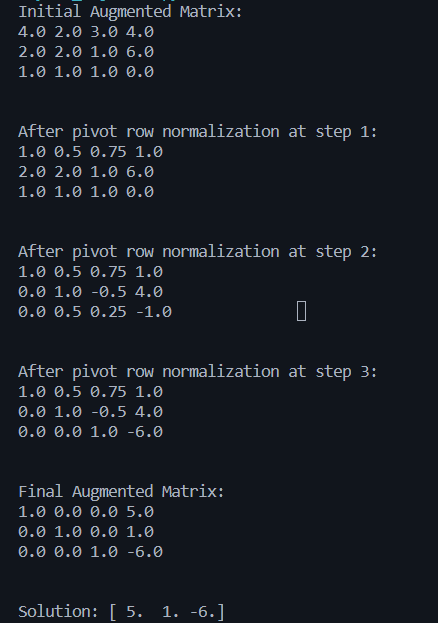 Initial Augmented Matrix:
4.0 2.0 3.0 4.0
2.0 2.0 1.0 6.0
1.0 1.0 1.0 0.0
After pivot row normalization at step 1:
1.0 0.5 0.75 1.0
2.0 2.0 1.0 6.0
1.0 1.0 1.0 0.0
After pivot row normalization at step 2:
1.0 0.5 0.75 1.0
0.0 1.0 -0.5 4.0
0.0 0.5 0.25 -1.0
After pivot row normalization at step 3:
1.0 0.5 0.75 1.0
0.0 1.0 -0.5 4.0
0.0 0.0 1.0 -6.0
Final Augmented Matrix:
1.0 0.0 0.0 5.0
0.0 1.0 0.0 1.0
0.0 0.0 1.0 -6.0
Solution: [ 5.  1. -6.]